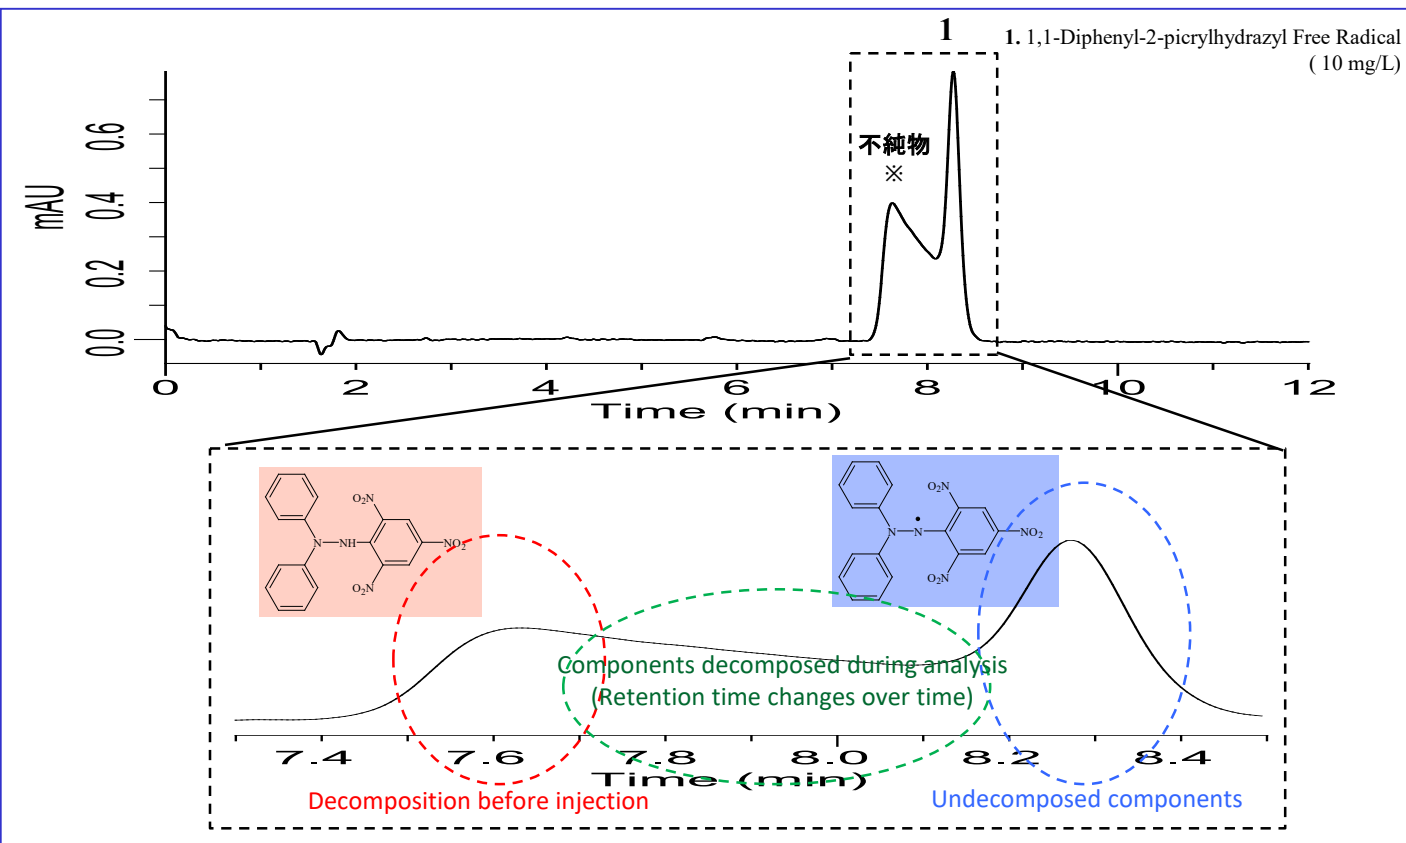 1
1. 1,1-Diphenyl-2-picrylhydrazyl Free Radical
( 10 mg/L)
不純物
※
mAU
0.6
0.4
0.2
0.0
0 2 4 6 8 10 12
Time (min)
O₂N
N NH NO₂
O₂N
O₂N
N N NO₂
O₂N
Components decomposed during analysis
(Retention time changes over time)
7.4 7.6 7.8 8.0 8.2 8.4
Time (min)
Decomposition before injection
Undecomposed components